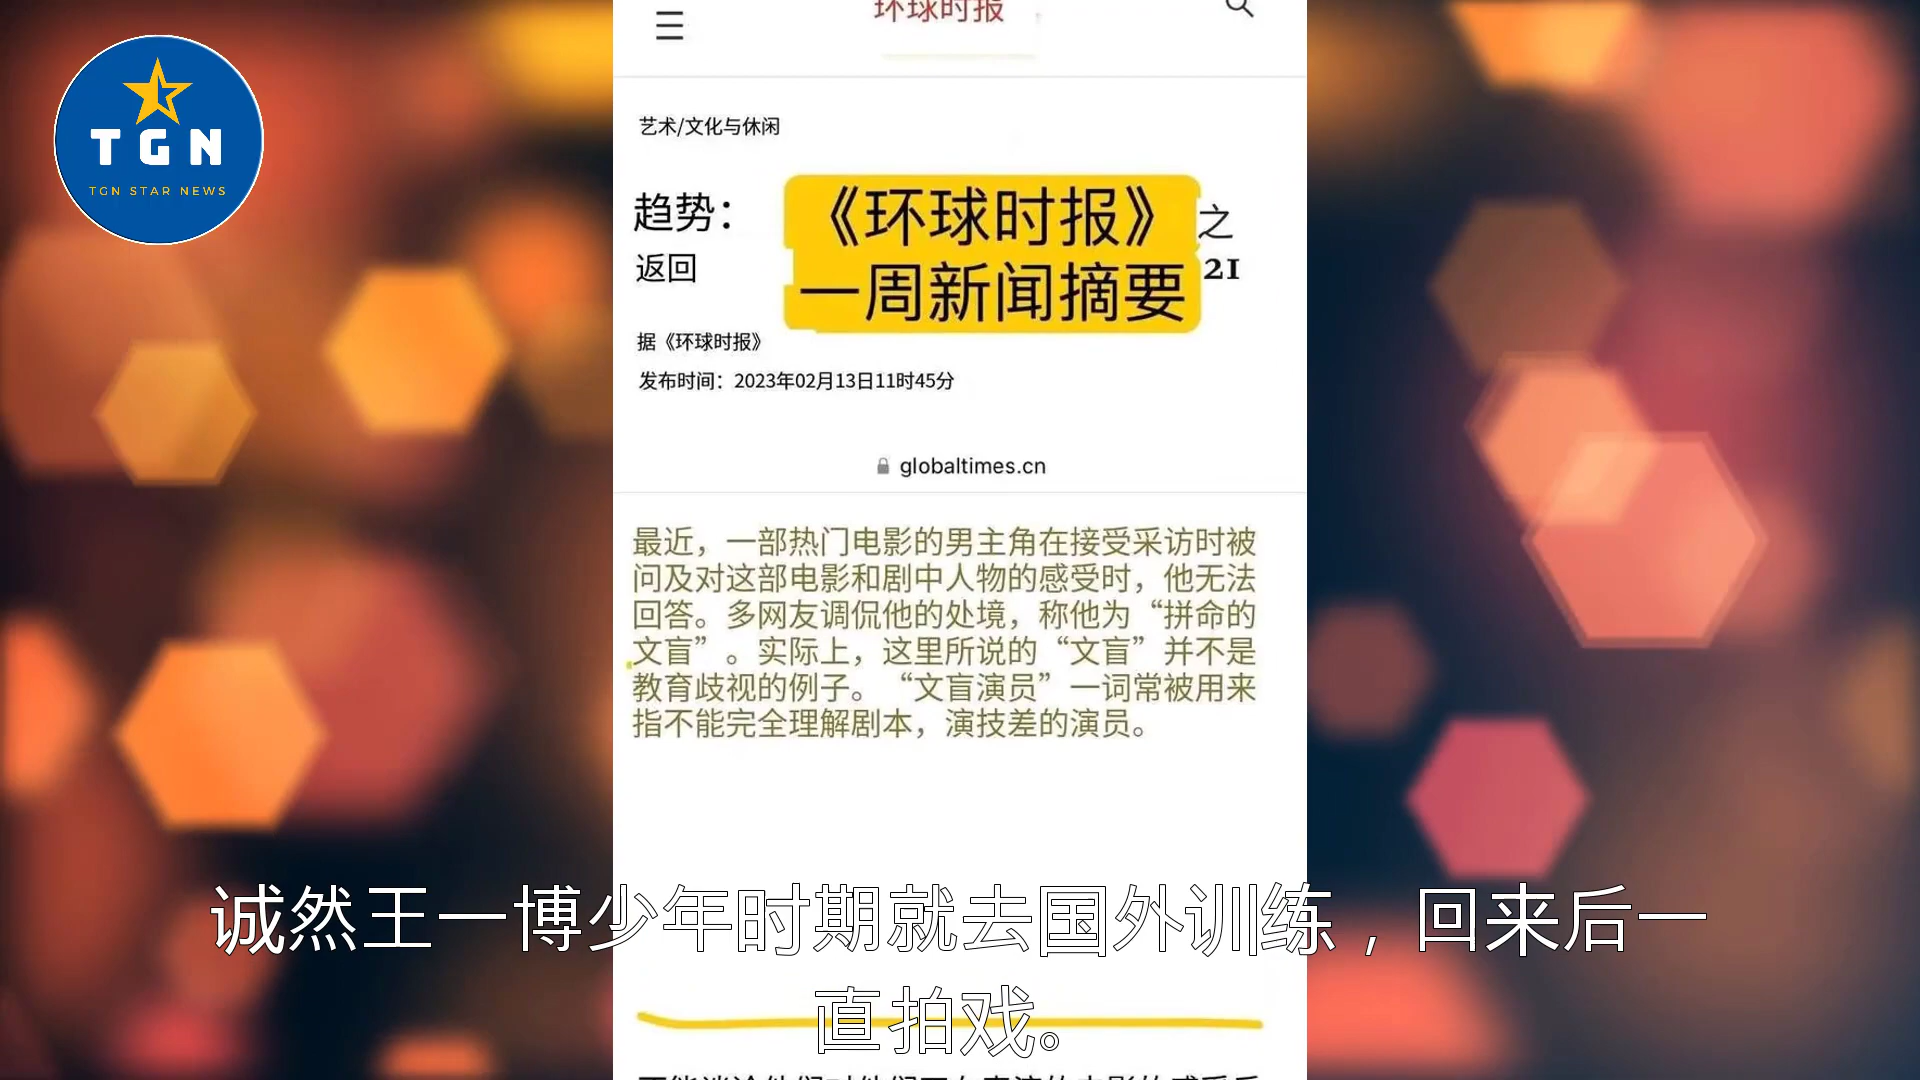 环球时报
TGN
TGN STAR NEWS
艺术/文化与休闲
趋势：
《环球时报》
之
返回
一周新闻摘要
21
据《环球时报》
发布时间：2023年02月13日11时45分
globaltimes.cn
最近，一部热门电影的男主角在接受采访时被
问及对这部电影和剧中人物的感受时，他无法
回答。多网友调侃他的处境，称他为“拼命的
文盲”。实际上，这里所说的“文盲”并不是
教育歧视的例子。“文盲演员”一词常被用来
指不能完全理解剧本，演技差的演员。
诚然王一博少年时期就去国外训练，回来后一
直拍戏。